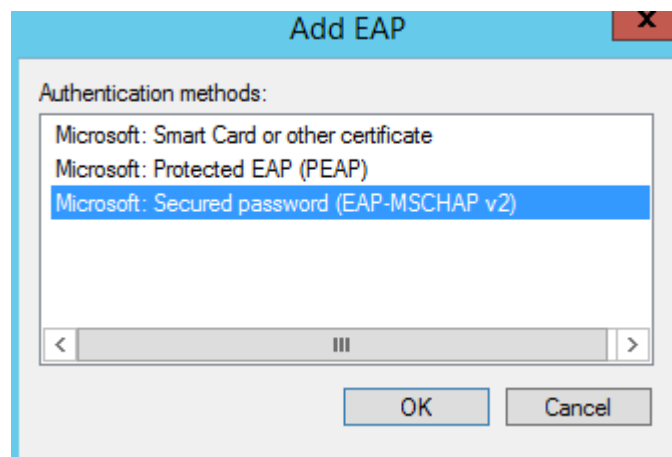 Add EAP
x
Authentication methods:
Microsoft: Smart Card or other certificate
Microsoft: Protected EAP (PEAP)
Microsoft: Secured password (EAP-MSCHAP v2)
OK Cancel